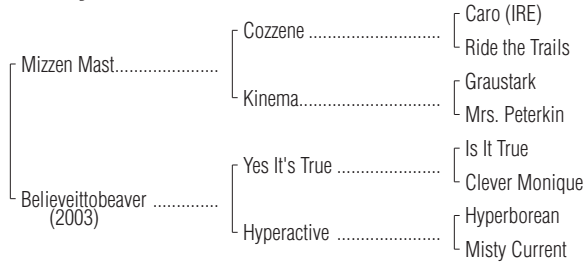 Caro (IRE)
Cozzene ....................
Ride the Trails
Mizzen Mast.....................
Graustark
Kinema.......................
Mrs. Peterkin
Is It True
Yes It's True ................
Clever Monique
Believeittobeaver .............
(2003)
Hyperborean
Hyperactive ..................
Misty Current